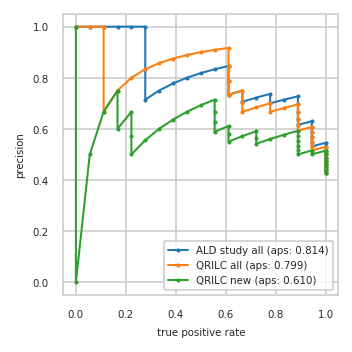 1.0
0.8
0.6
0.4
0.2
0.0
precision
0.0 0.2 0.4 0.6 0.8 1.0
true positive rate
ALD study all (aps: 0.814)
QRILC all (aps: 0.799)
QRILC new (aps: 0.610)